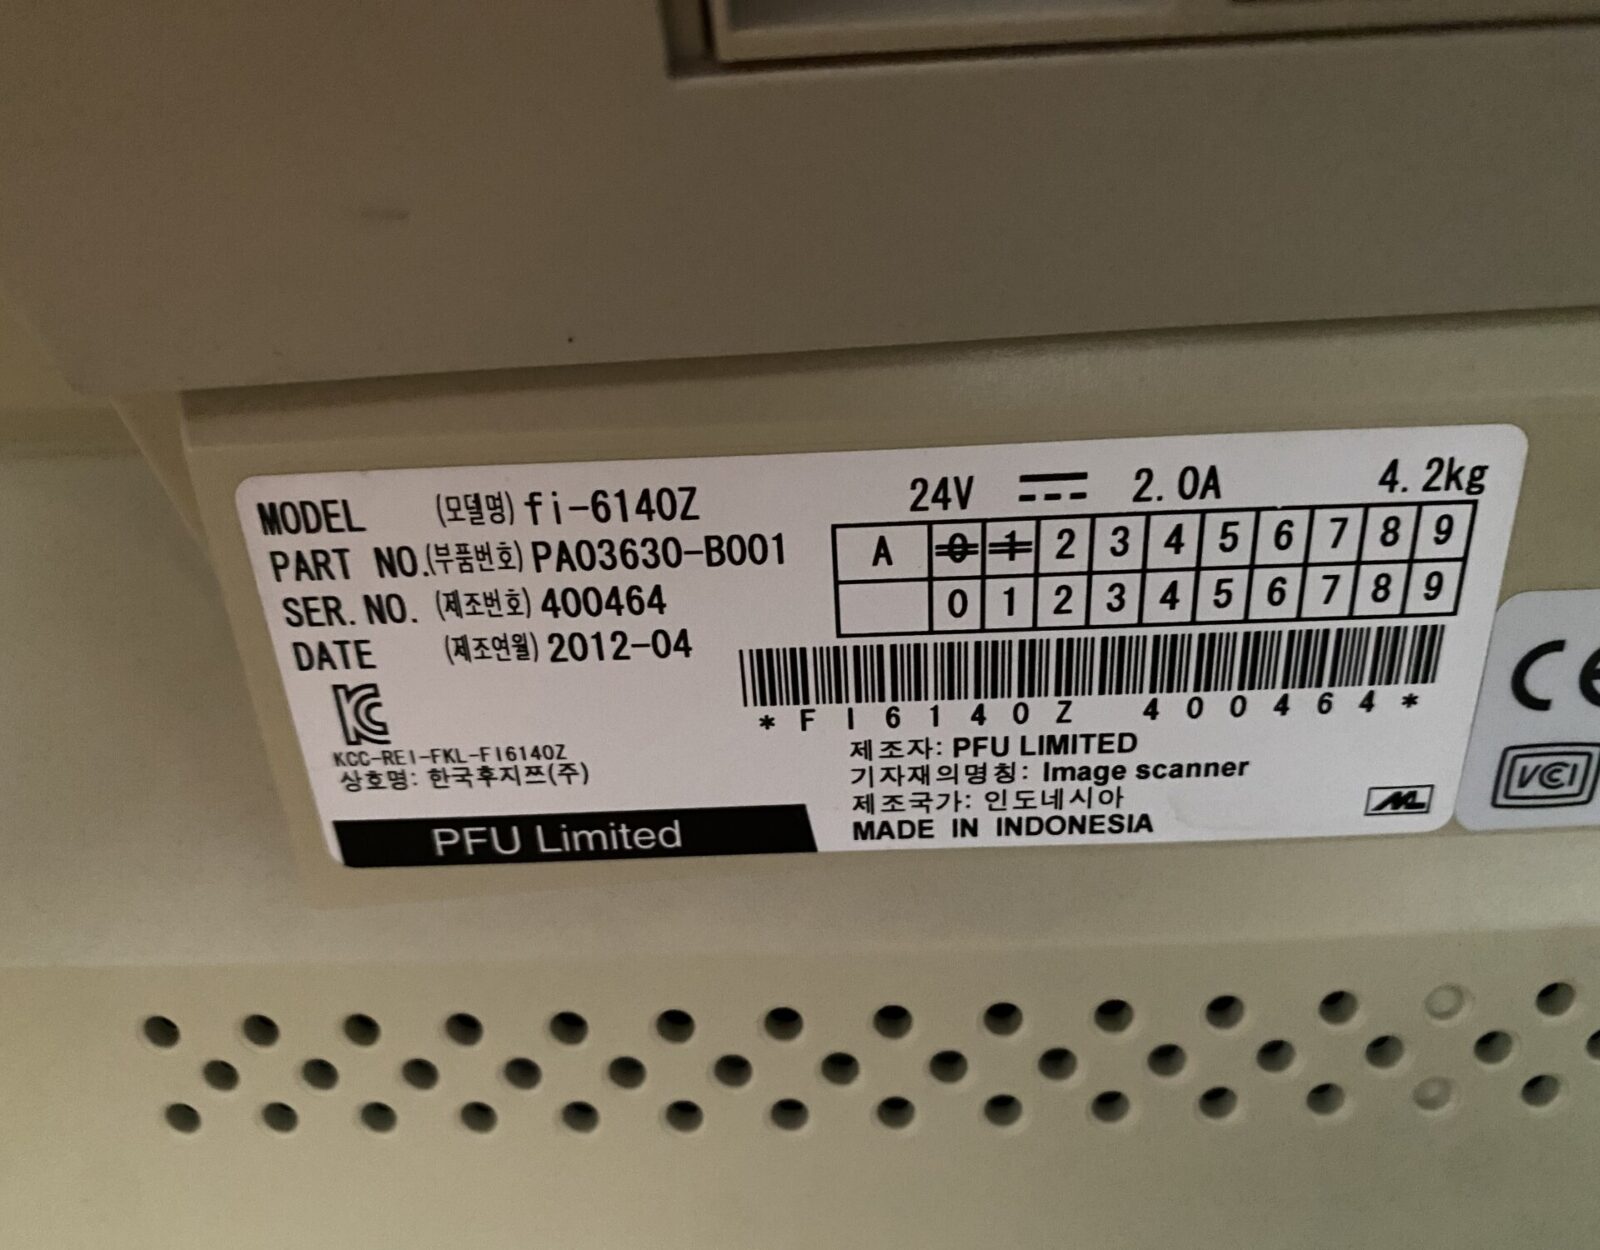 MODEL (모델명) fi-6140Z
PART NO.(부품번호) PA03630-B001
SER. NO. (제조번호) 400464
DATE (제조연월) 2012-04
KC
KCC-REI-FKL-FI6140Z
상호명: 한국후지쯔(주)
PFU Limited
24V 2.0A 4.2kg
A 0 1 2 3 4 5 6 7 8 9
0 1 2 3 4 5 6 7 8 9
*FI6140Z 400464*
제조자: PFU LIMITED
기자재의명칭: Image scanner
제조국가: 인도네시아
MADE IN INDONESIA
CE
VCI